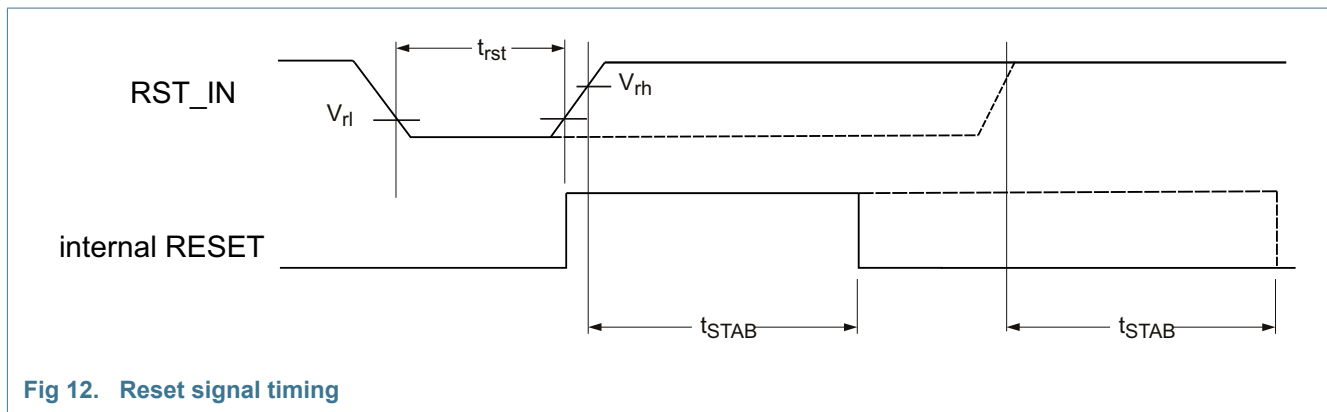 t_rst
RST_IN
V_rl
V_rh
internal RESET
t_STAB
t_STAB
Fig 12. Reset signal timing